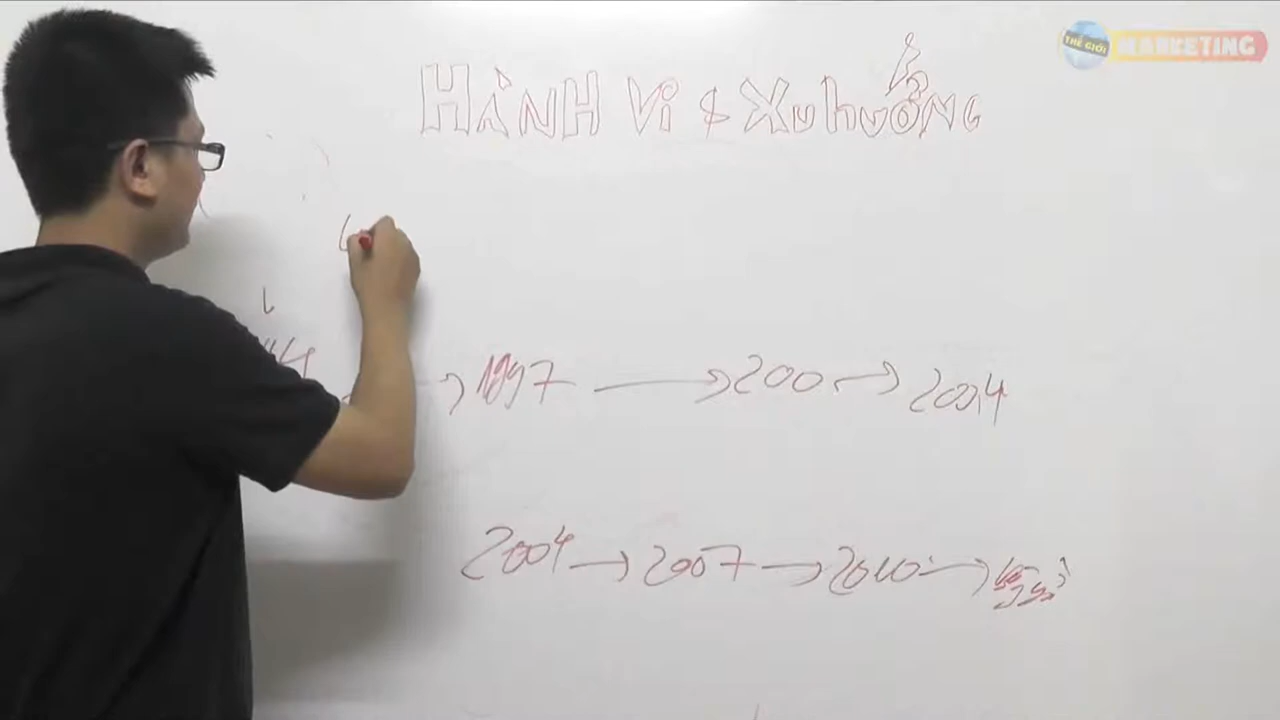 THẾ GIỚI MARKETING
HÀNH Vi & Xu hướNG
→ 1997 → 200 → 2004
2004 → 2007 → 2010 →